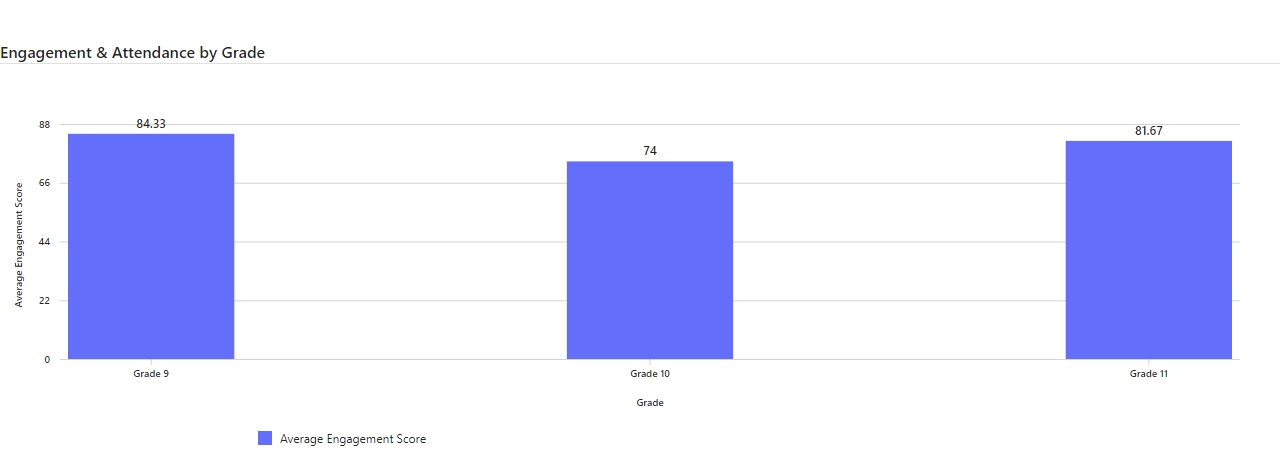 Engagement & Attendance by Grade
88
66
44
22
0
Average Engagement Score
84.33
74
81.67
Grade 9
Grade 10
Grade 11
Grade
Average Engagement Score